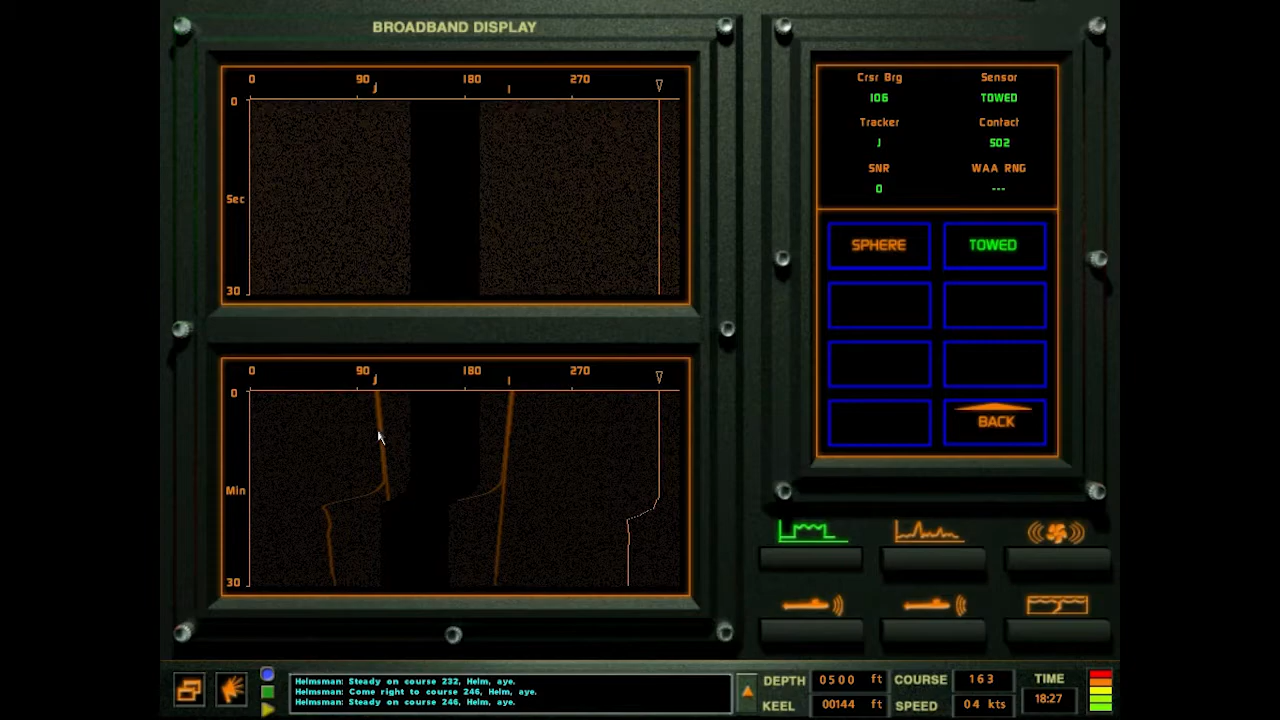 BROADBAND DISPLAY
0 90 180 270
J I
0
Sec
30
0 90 180 270
J I
0
Min
30
Crsr Brg Sensor
106 TOWED
Tracker Contact
J S02
SNR WAA RNG
0 ---
SPHERE TOWED
BACK
Helmsman: Steady on course 232, Helm, aye.
Helmsman: Come right to course 246, Helm, aye.
Helmsman: Steady on course 246, Helm, aye.
DEPTH 0500 ft COURSE 163 TIME
KEEL 00144 ft SPEED 04 kts 18:27